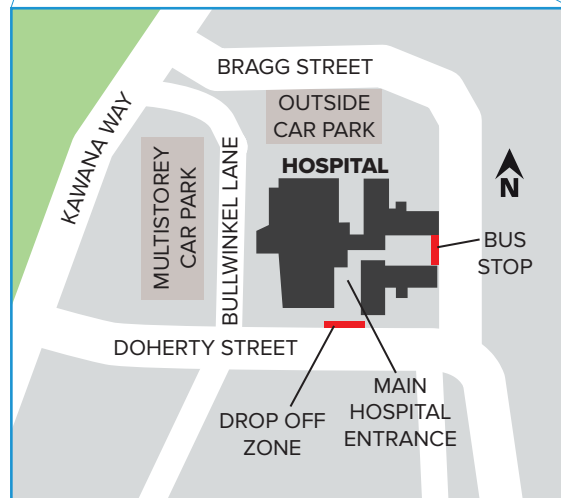 BRAGG STREET
OUTSIDE
CAR PARK
KAWANA WAY
MULTISTOREY
CAR PARK
BULLWINKEL LANE
HOSPITAL
N
BUS
STOP
DOHERTY STREET
DROP OFF
ZONE
MAIN
HOSPITAL
ENTRANCE